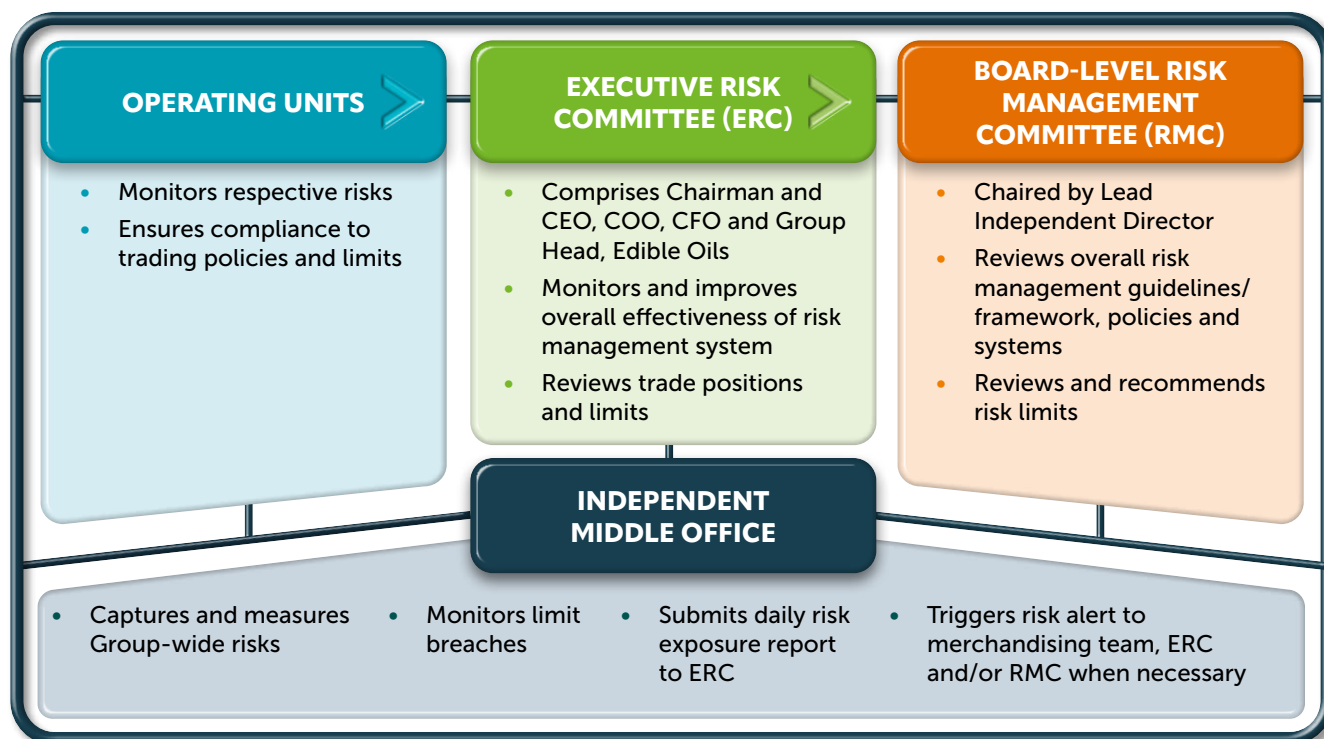 OPERATING UNITS
• Monitors respective risks
• Ensures compliance to
trading policies and limits
EXECUTIVE RISK
COMMITTEE (ERC)
• Comprises Chairman and
CEO, COO, CFO and Group
Head, Edible Oils
• Monitors and improves
overall effectiveness of risk
management system
• Reviews trade positions
and limits
BOARD-LEVEL RISK
MANAGEMENT
COMMITTEE (RMC)
• Chaired by Lead
Independent Director
• Reviews overall risk
management guidelines/
framework, policies and
systems
• Reviews and recommends
risk limits
INDEPENDENT
MIDDLE OFFICE
• Captures and measures
Group-wide risks
• Monitors limit
breaches
• Submits daily risk
exposure report
to ERC
• Triggers risk alert to
merchandising team, ERC
and/or RMC when necessary